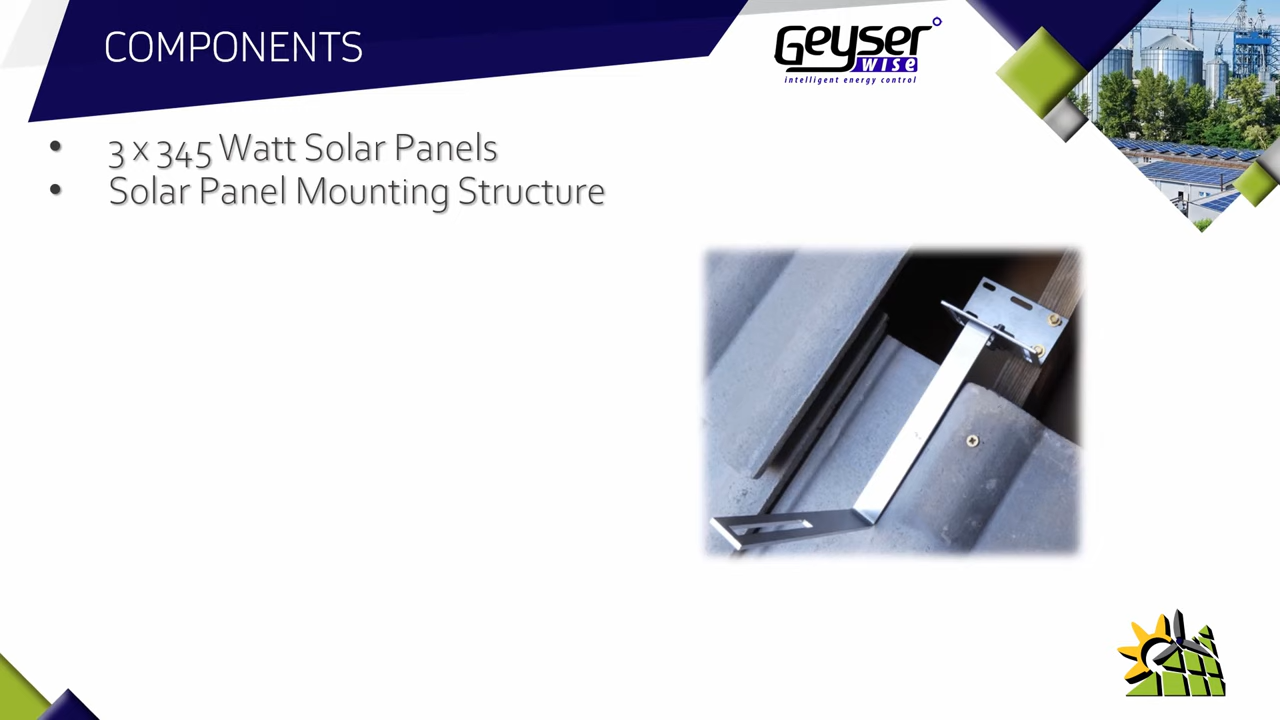 COMPONENTS
Geyser
WISE
intelligent energy control
• 3 x 345 Watt Solar Panels
• Solar Panel Mounting Structure